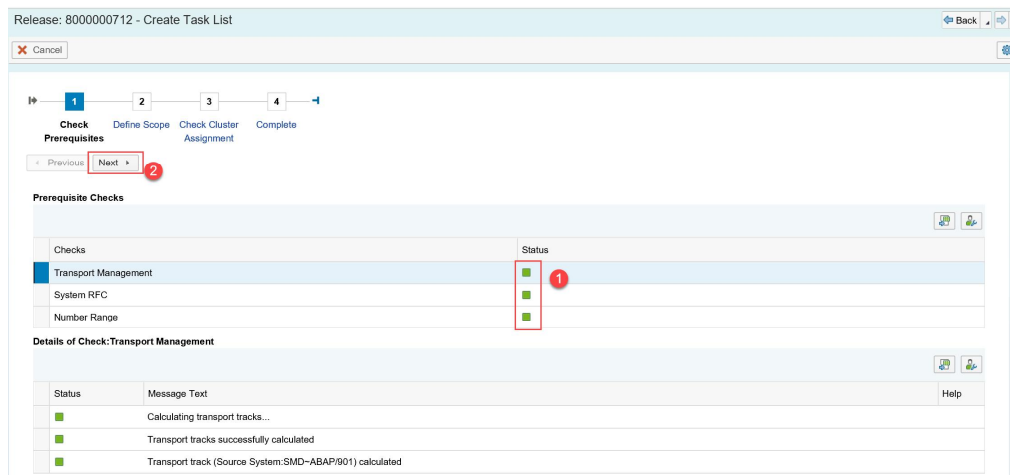 Release: 8000000712 - Create Task List
Back
Cancel
1 2 3 4
Check Prerequisites Define Scope Check Cluster Assignment Complete
Previous Next 2
Prerequisite Checks
Checks Status
Transport Management 1
System RFC
Number Range
Details of Check:Transport Management
Status Message Text Help
Calculating transport tracks...
Transport tracks successfully calculated
Transport track (Source System:SMD~ABAP/901) calculated